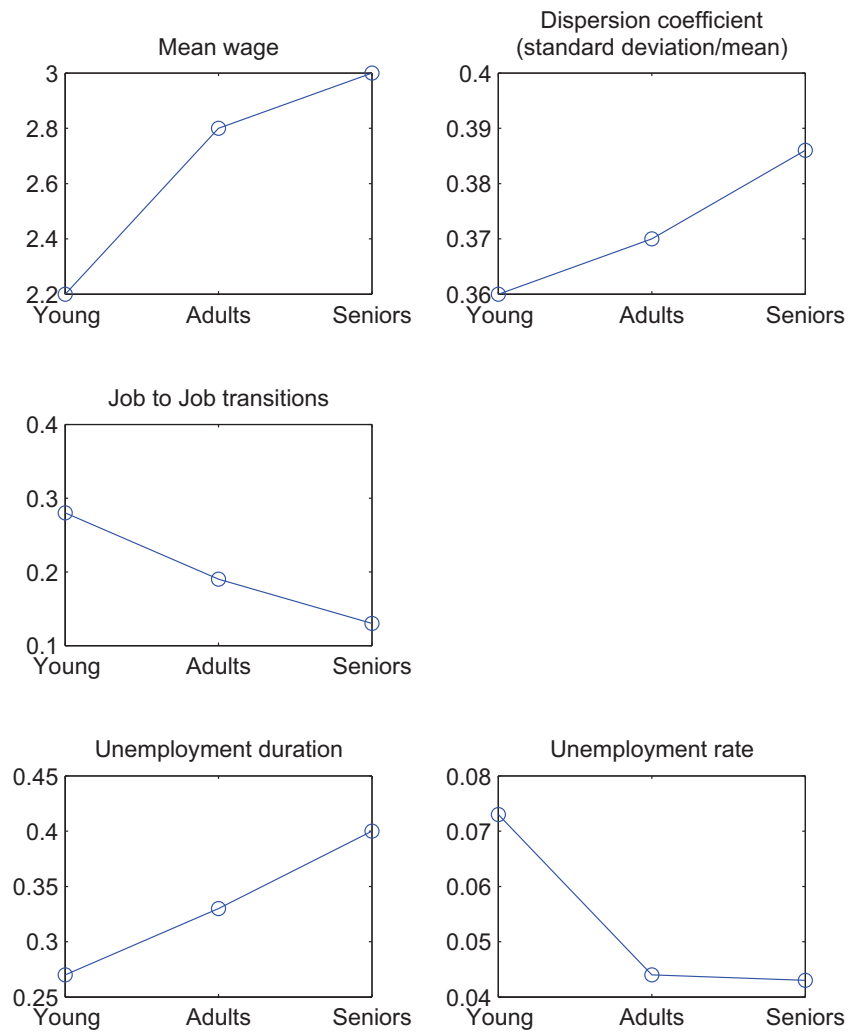 Mean wage
3
2.8
2.6
2.4
2.2
Young Adults Seniors
Dispersion coefficient
(standard deviation/mean)
0.4
0.39
0.38
0.37
0.36
Young Adults Seniors
Job to Job transitions
0.4
0.3
0.2
0.1
Young Adults Seniors
Unemployment duration
0.45
0.4
0.35
0.3
0.25
Young Adults Seniors
Unemployment rate
0.08
0.07
0.06
0.05
0.04
Young Adults Seniors